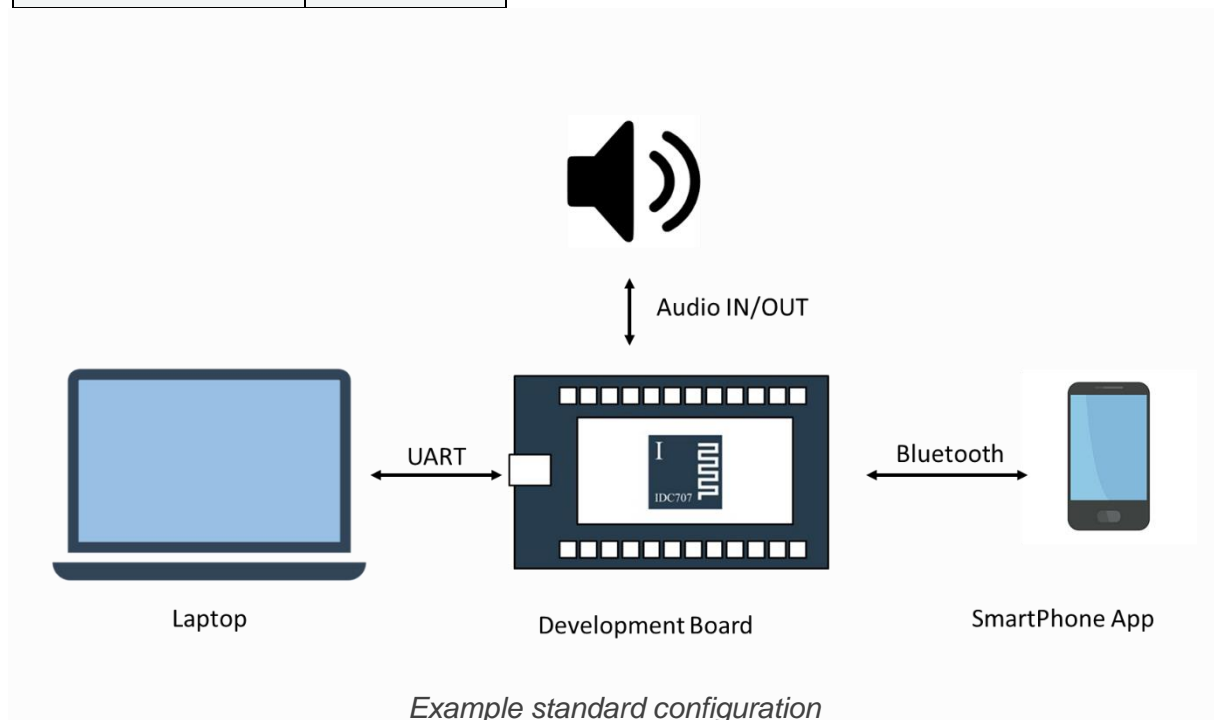 Audio IN/OUT
UART
Bluetooth
I
IDC707
Laptop
Development Board
SmartPhone App
Example standard configuration